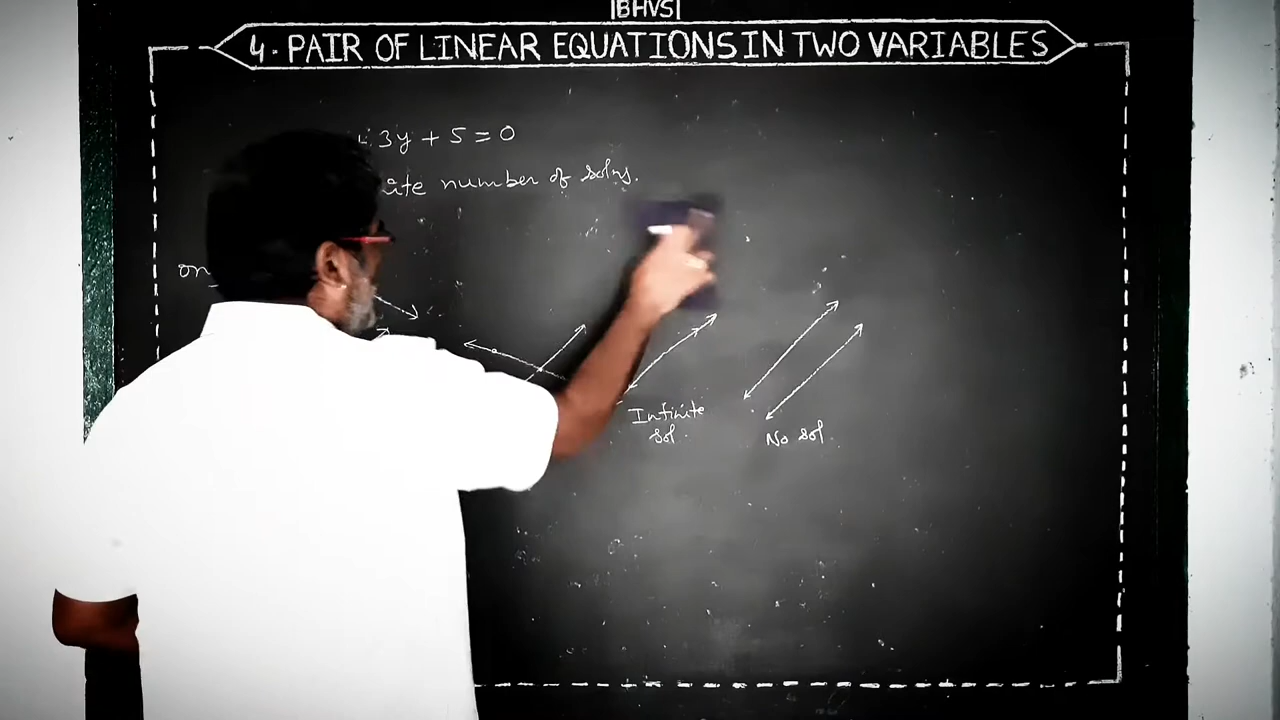 |BHVS|
4. PAIR OF LINEAR EQUATIONS IN TWO VARIABLES
3y + 5 = 0
number of solns.
Infinite
sol.
No sol.